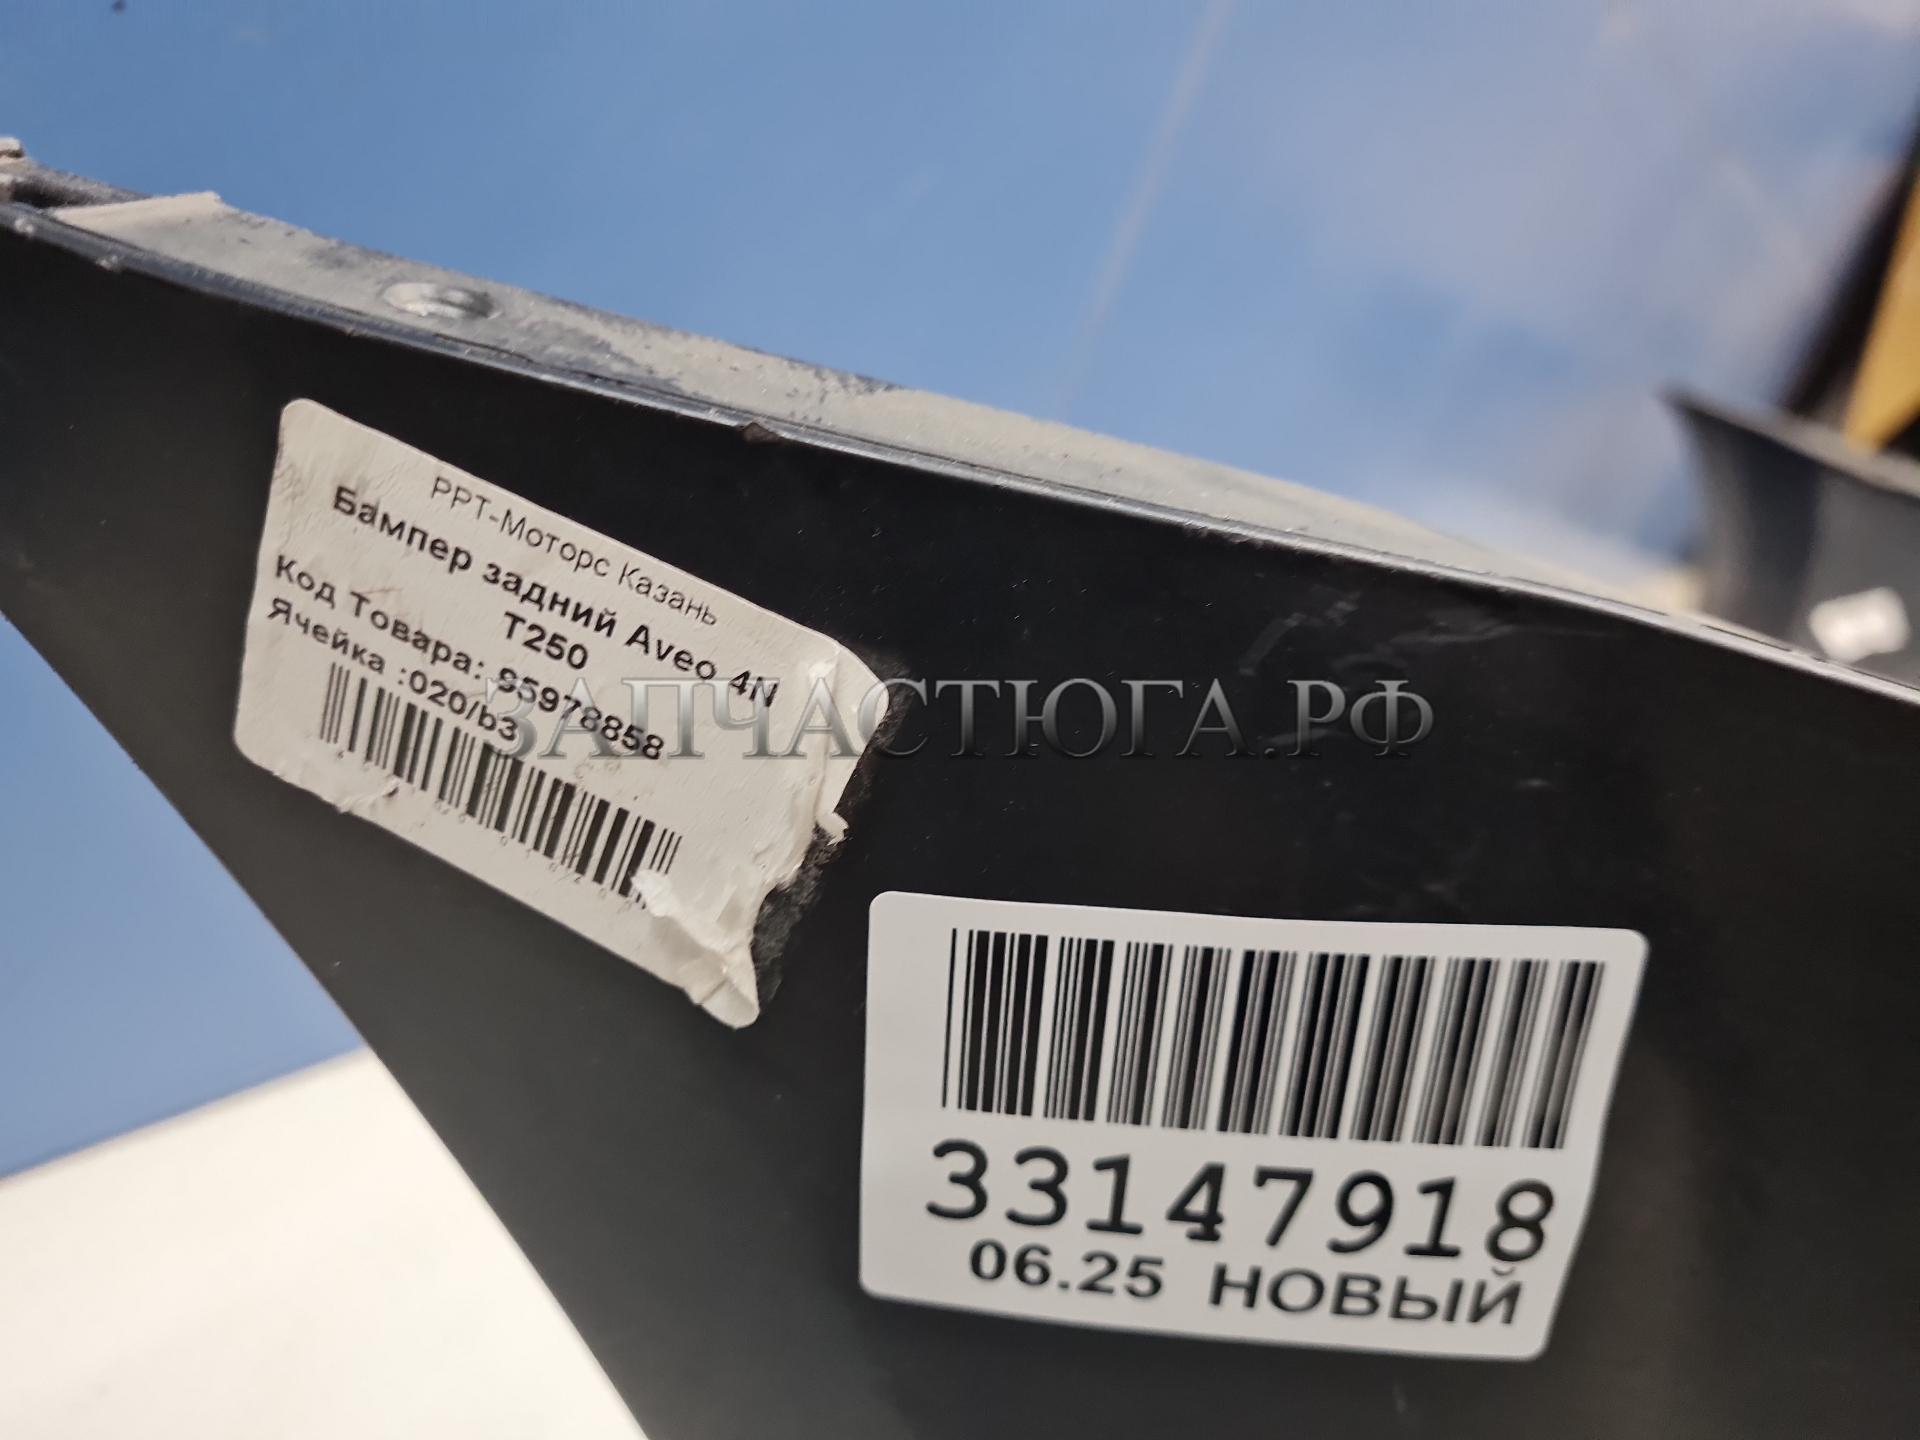 РРТ-Моторс Казань
Бампер задний Aveo 4N
T250
Код Товара: 95978858
Ячейка :020/b3
ЗАПЧАСТЮГА.РФ
33147918
06.25 НОВЫЙ